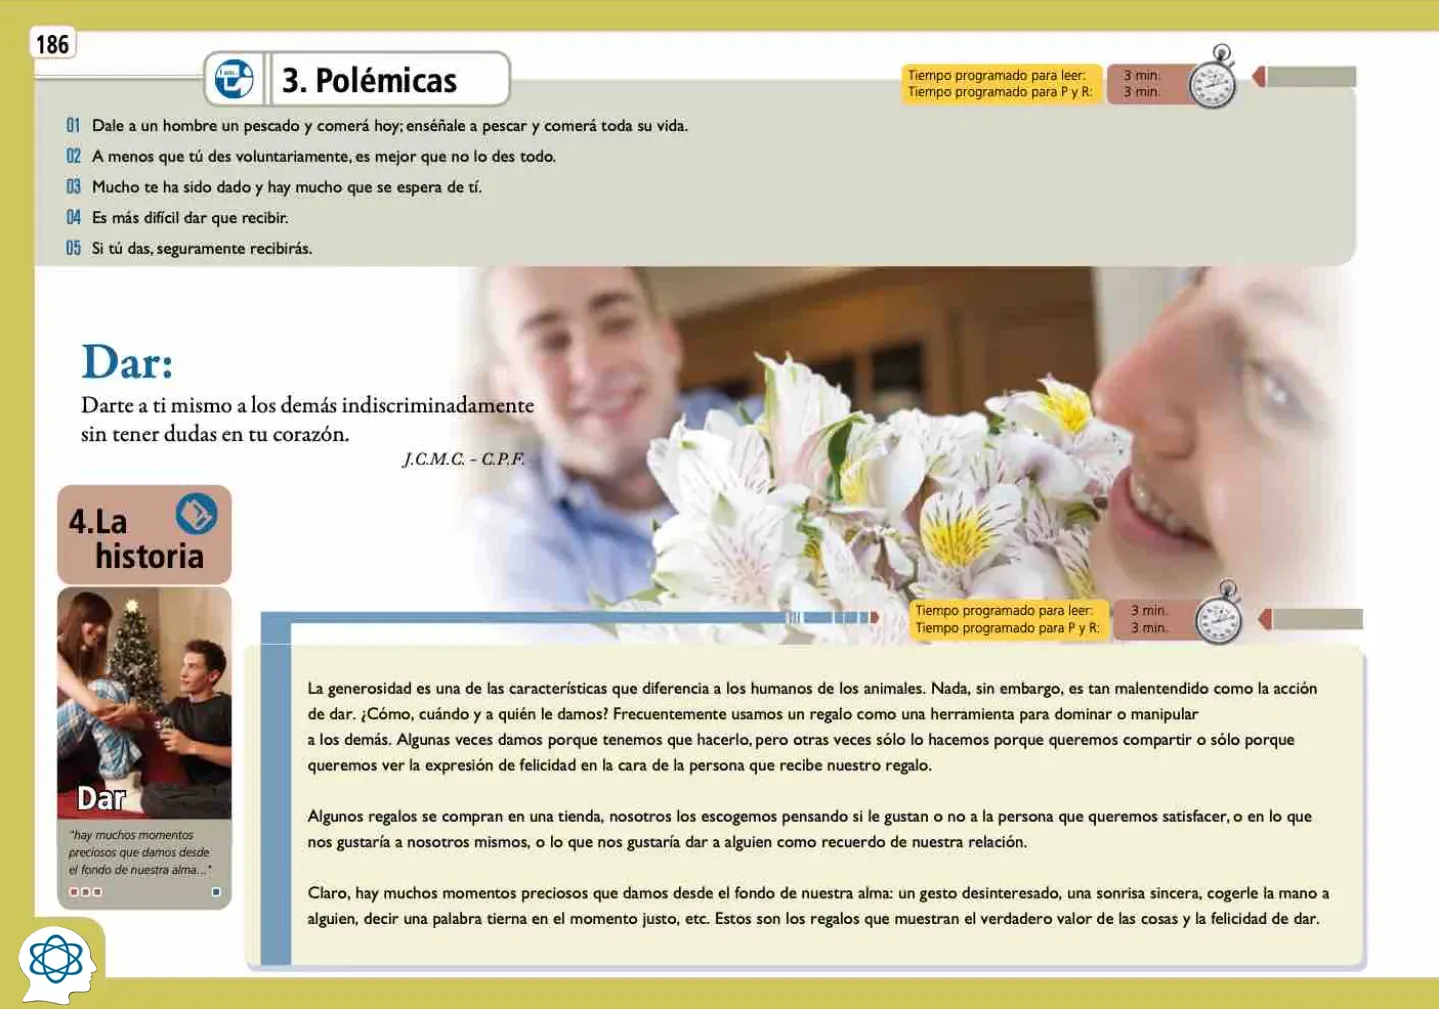 186
3. Polémicas
Tiempo programado para leer: 3 min.
Tiempo programado para P y R: 3 min.
01 Dale a un hombre un pescado y comerá hoy; enséñale a pescar y comerá toda su vida.
02 A menos que tú des voluntariamente, es mejor que no lo des todo.
03 Mucho te ha sido dado y hay mucho que se espera de tí.
04 Es más difícil dar que recibir.
05 Si tú das, seguramente recibirás.
Dar:
Darte a ti mismo a los demás indiscriminadamente
sin tener dudas en tu corazón.
J.C.M.C. - C.P.F.
4.La
historia
Dar
"hay muchos momentos
preciosos que damos desde
el fondo de nuestra alma..."
Tiempo programado para leer: 3 min.
Tiempo programado para P y R: 3 min.
La generosidad es una de las características que diferencia a los humanos de los animales. Nada, sin embargo, es tan malentendido como la acción
de dar. ¿Cómo, cuándo y a quién le damos? Frecuentemente usamos un regalo como una herramienta para dominar o manipular
a los demás. Algunas veces damos porque tenemos que hacerlo, pero otras veces sólo lo hacemos porque queremos compartir o sólo porque
queremos ver la expresión de felicidad en la cara de la persona que recibe nuestro regalo.
Algunos regalos se compran en una tienda, nosotros los escogemos pensando si le gustan o no a la persona que queremos satisfacer, o en lo que
nos gustaría a nosotros mismos, o lo que nos gustaría dar a alguien como recuerdo de nuestra relación.
Claro, hay muchos momentos preciosos que damos desde el fondo de nuestra alma: un gesto desinteresado, una sonrisa sincera, cogerle la mano a
alguien, decir una palabra tierna en el momento justo, etc. Estos son los regalos que muestran el verdadero valor de las cosas y la felicidad de dar.